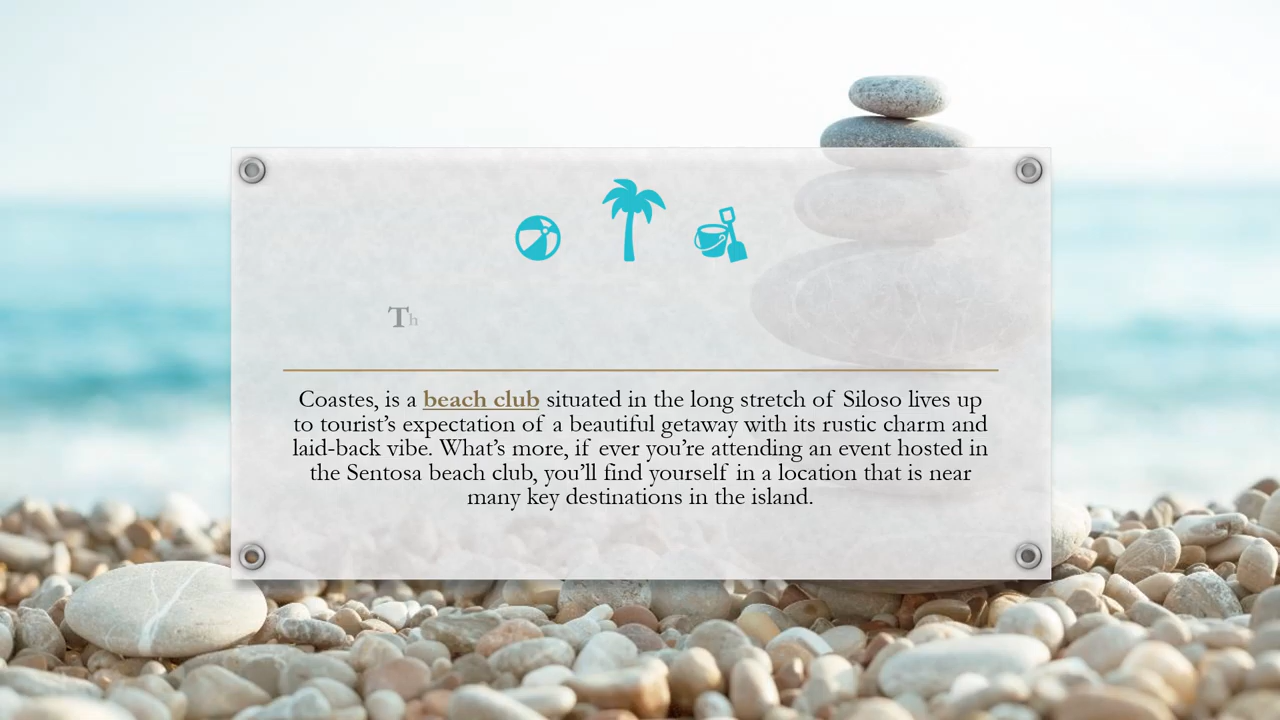 Th
Coastes, is a beach club situated in the long stretch of Siloso lives up
to tourist’s expectation of a beautiful getaway with its rustic charm and
laid-back vibe. What’s more, if ever you’re attending an event hosted in
the Sentosa beach club, you’ll find yourself in a location that is near
many key destinations in the island.